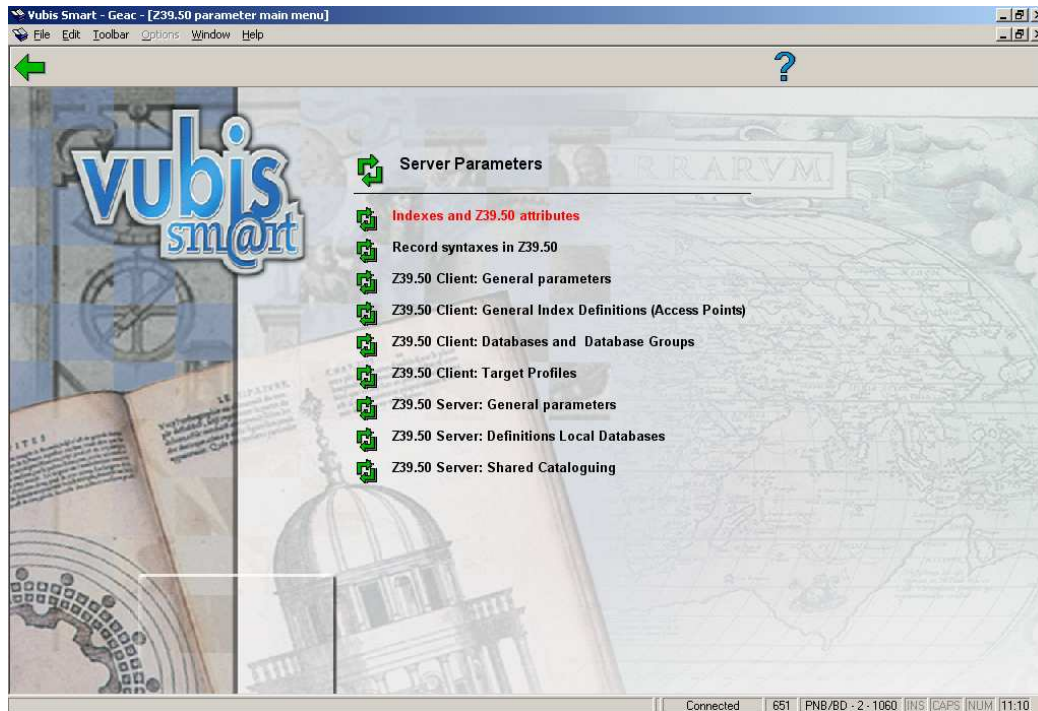 Vubis Smart - Geac - [Z39.50 parameter main menu]
File Edit Toolbar Options Window Help
?
vubis
sm@rt
RRARVM
Server Parameters
Indexes and Z39.50 attributes
Record syntaxes in Z39.50
Z39.50 Client: General parameters
Z39.50 Client: General Index Definitions (Access Points)
Z39.50 Client: Databases and Database Groups
Z39.50 Client: Target Profiles
Z39.50 Server: General parameters
Z39.50 Server: Definitions Local Databases
Z39.50 Server: Shared Cataloguing
Connected 651 PNB/BD - 2 - 1060 INS CAPS NUM 11:10